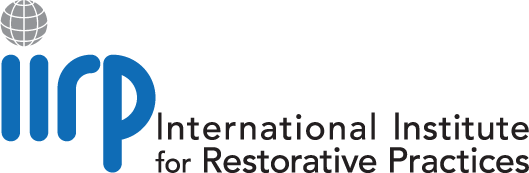 iirp
International Institute
for Restorative Practices